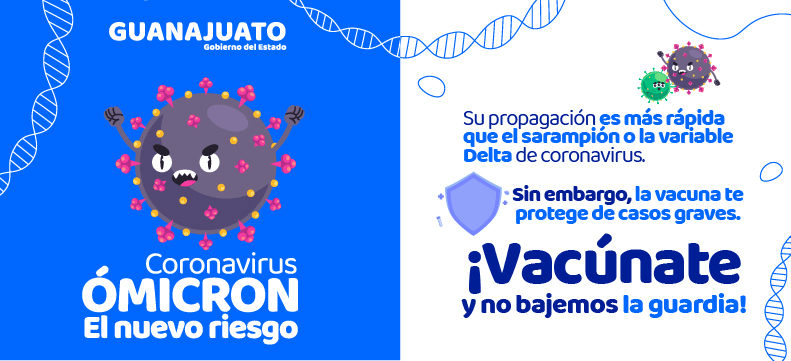 GUANAJUATO
Gobierno del Estado
Coronavirus
ÓMICRON
El nuevo riesgo
Su propagación es más rápida
que el sarampión o la variable
Delta de coronavirus.
Sin embargo, la vacuna te
protege de casos graves.
¡Vacúnate
y no bajemos la guardia!